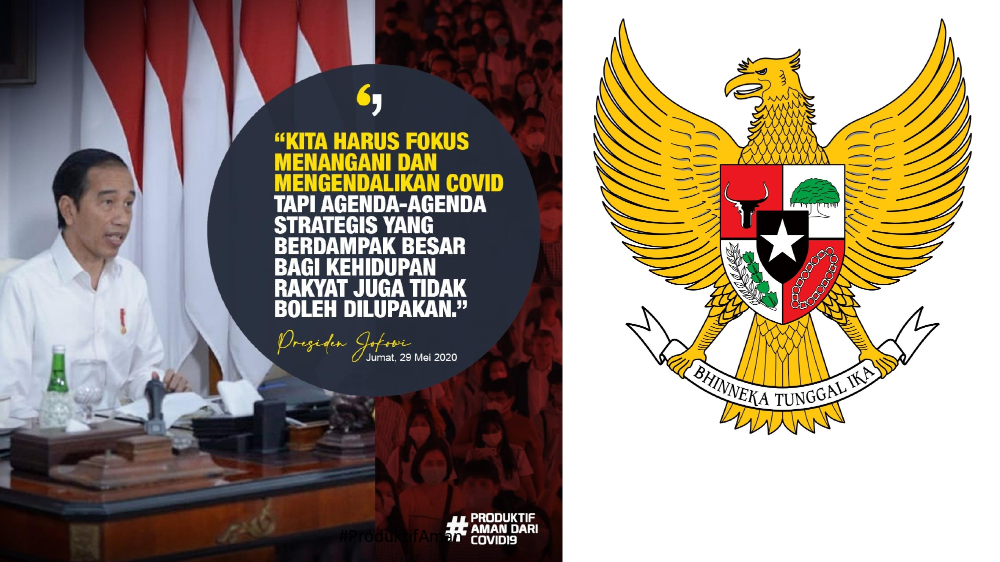 “KITA HARUS FOKUS
MENANGANI DAN
MENGENDALIKAN COVID
TAPI AGENDA-AGENDA
STRATEGIS YANG
BERDAMPAK BESAR
BAGI KEHIDUPAN
RAKYAT JUGA TIDAK
BOLEH DILUPAKAN.”
Presiden Jokowi
Jumat, 29 Mei 2020
#PRODUKTIF
AMAN DARI
COVID19
#ProduktifAman
BHINNEKA TUNGGAL IKA